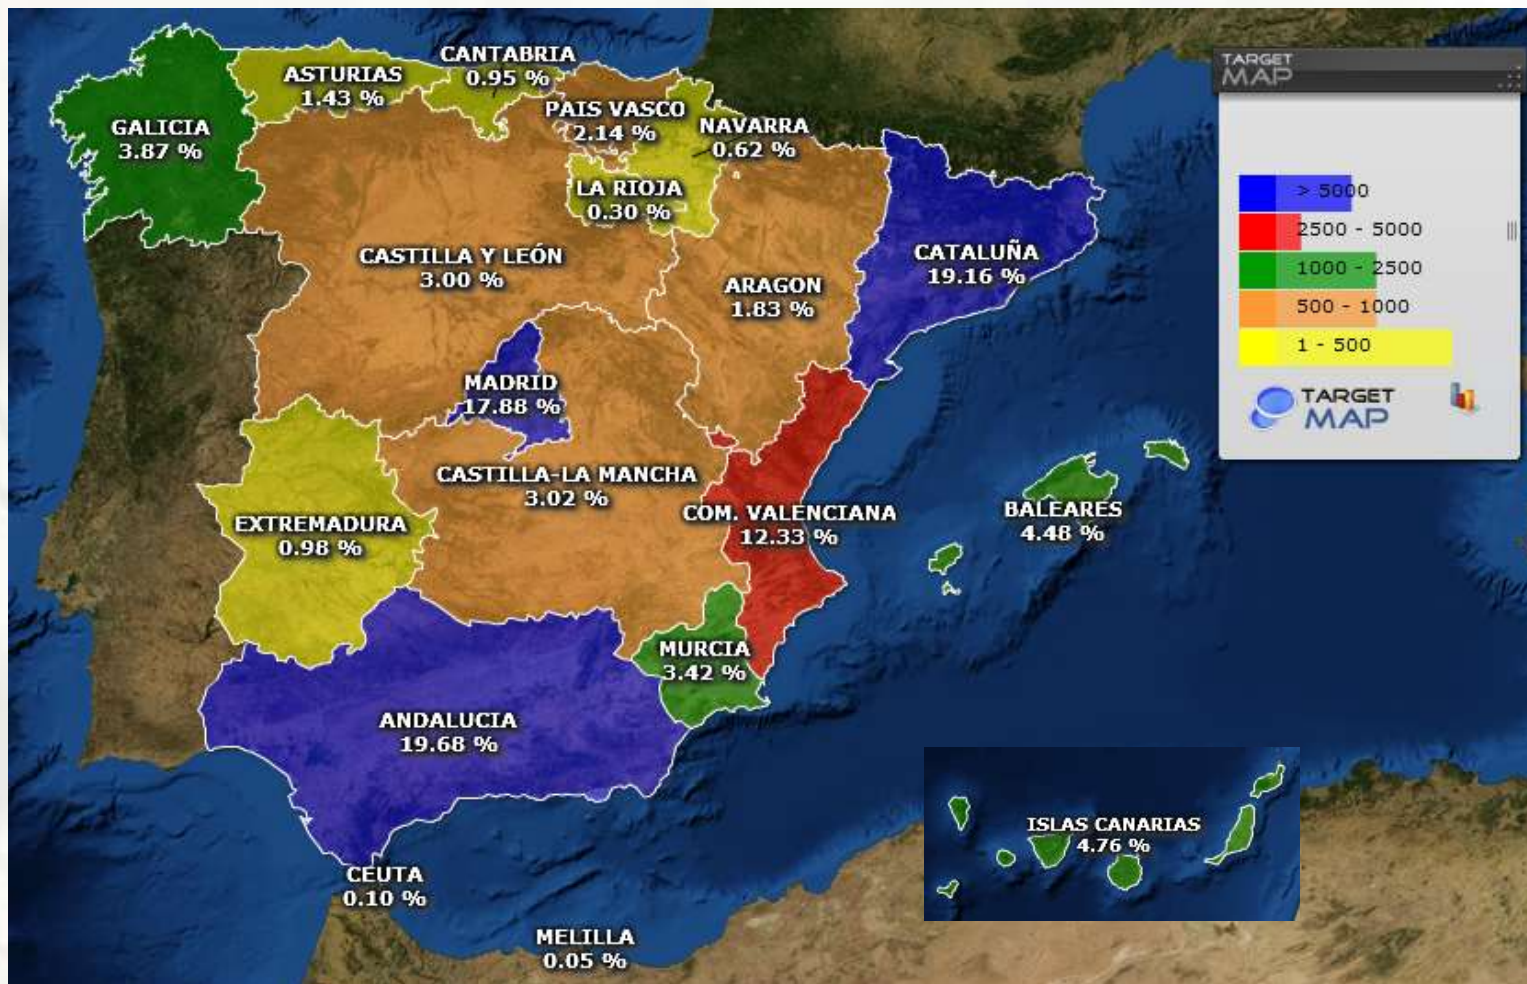 CANTABRIA
0.95 %
ASTURIAS
1.43 %
PAIS VASCO
2.14 %
GALICIA
3.87 %
NAVARRA
0.62 %
LA RIOJA
0.30 %
CASTILLA Y LEÓN
3.00 %
CATALUÑA
19.16 %
ARAGON
1.83 %
MADRID
17.88 %
CASTILLA-LA MANCHA
3.02 %
EXTREMADURA
0.98 %
COM. VALENCIANA
12.33 %
BALEARES
4.48 %
MURCIA
3.42 %
ANDALUCIA
19.68 %
ISLAS CANARIAS
4.76 %
CEUTA
0.10 %
MELILLA
0.05 %
TARGET
MAP
> 5000
2500 - 5000
1000 - 2500
500 - 1000
1 - 500
TARGET
MAP